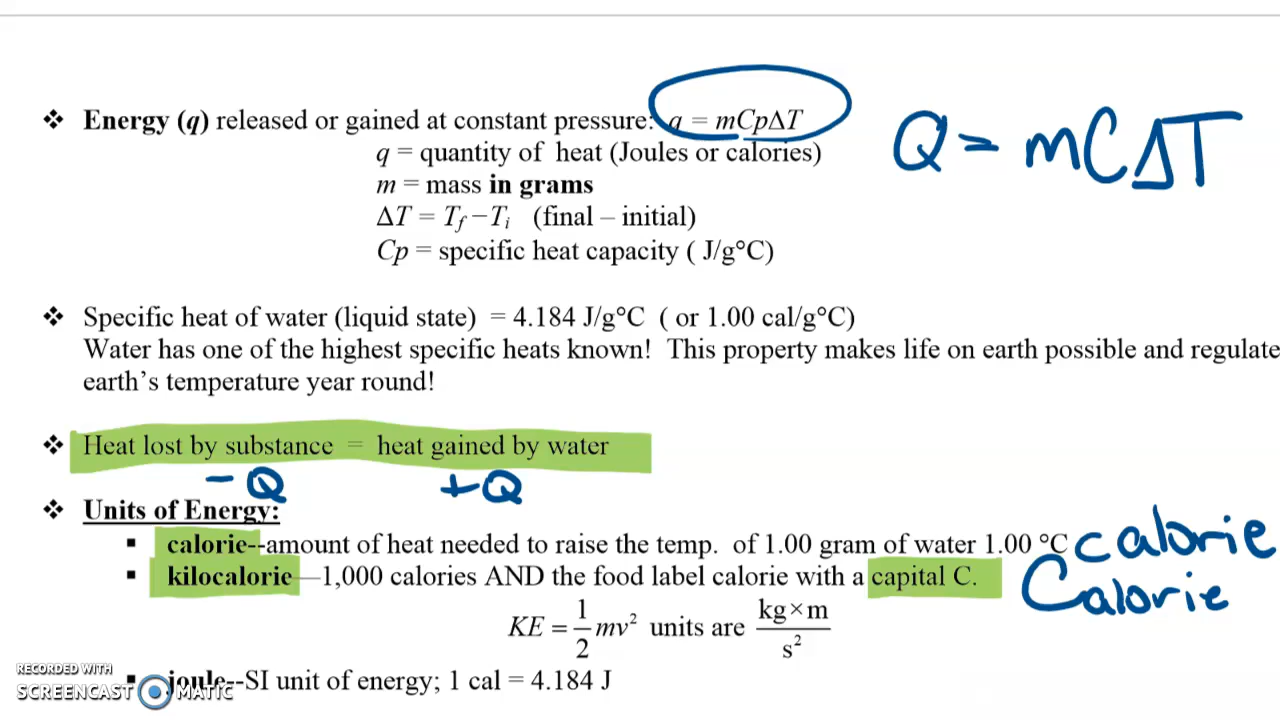 ❖ Energy (q) released or gained at constant pressure: q = mCpΔT
Q = mCΔT
q = quantity of heat (Joules or calories)
m = mass in grams
ΔT = Tf − Ti (final – initial)
Cp = specific heat capacity ( J/g°C)
❖ Specific heat of water (liquid state) = 4.184 J/g°C ( or 1.00 cal/g°C)
Water has one of the highest specific heats known! This property makes life on earth possible and regulate
earth's temperature year round!
❖ Heat lost by substance = heat gained by water
− Q + Q
❖ Units of Energy:
▪ calorie--amount of heat needed to raise the temp. of 1.00 gram of water 1.00 °C calorie
▪ kilocalorie—1,000 calories AND the food label calorie with a capital C. Calorie
KE = 1/2 mv² units are kg×m/s²
▪ joule--SI unit of energy; 1 cal = 4.184 J
RECORDED WITH
SCREENCAST MATIC